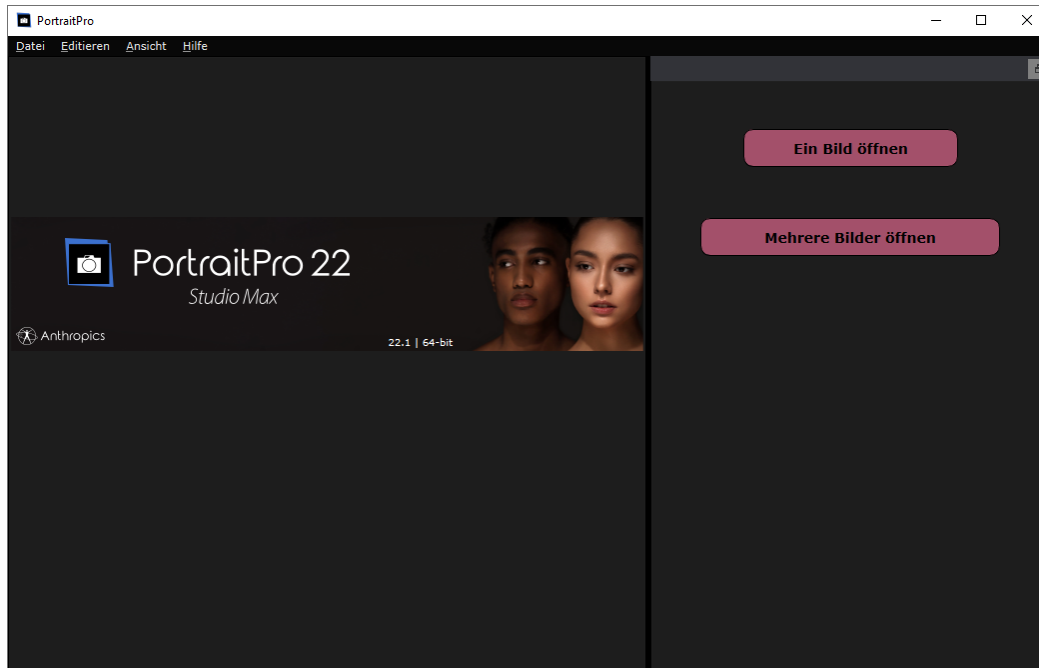 PortraitPro
Datei Editieren Ansicht Hilfe
Ein Bild öffnen
Mehrere Bilder öffnen
PortraitPro 22
Studio Max
Anthropics
22.1 | 64-bit